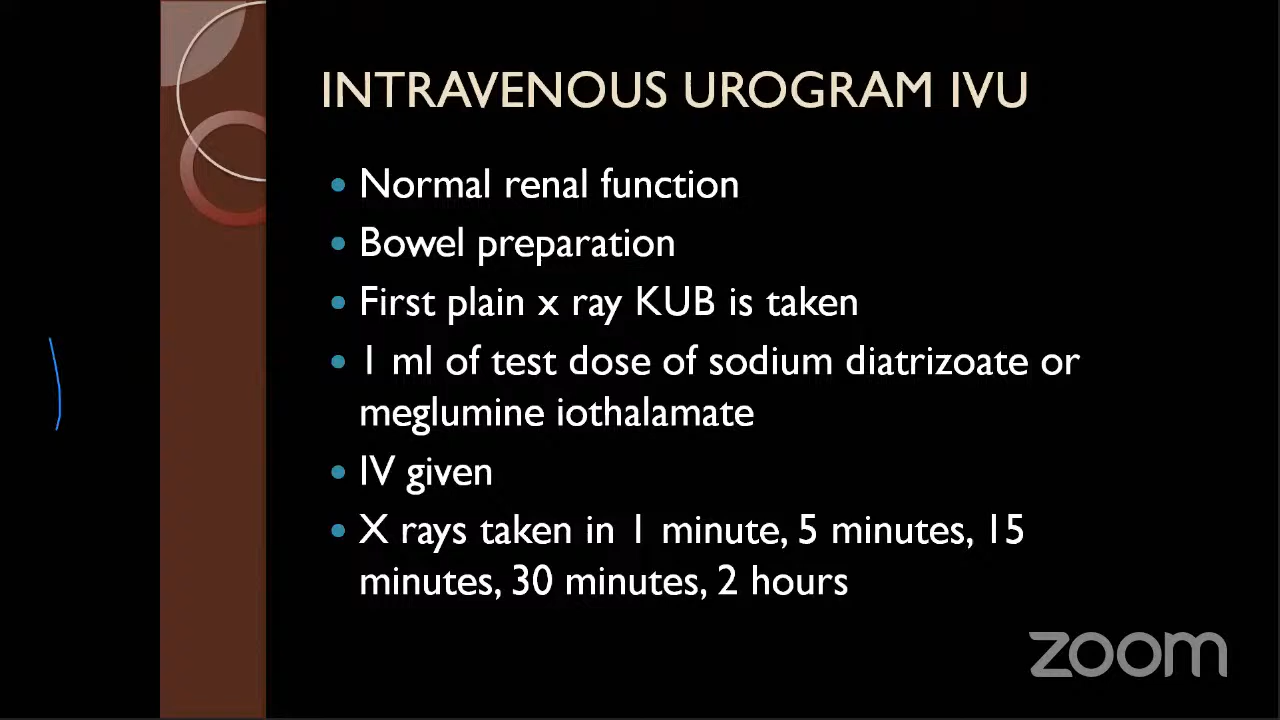 INTRAVENOUS UROGRAM IVU
• Normal renal function
• Bowel preparation
• First plain x ray KUB is taken
• 1 ml of test dose of sodium diatrizoate or
meglumine iothalamate
• IV given
• X rays taken in 1 minute, 5 minutes, 15
minutes, 30 minutes, 2 hours
zoom